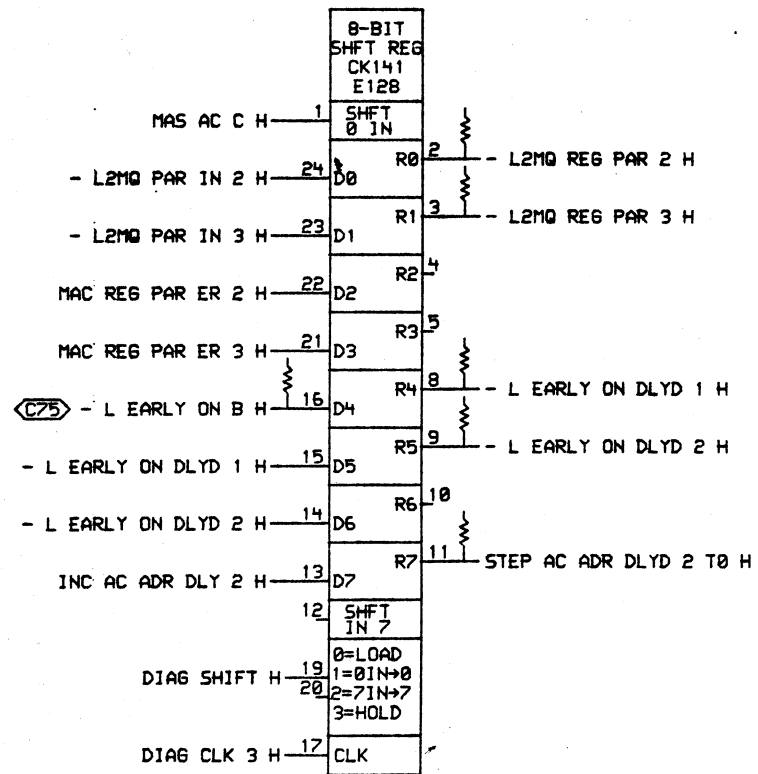 8-BIT
SHFT REG
CK141
E128
MAS AC C H 1 SHFT
0 IN
R0 2 - L2MQ REG PAR 2 H
- L2MQ PAR IN 2 H 24 D0
R1 3 - L2MQ REG PAR 3 H
- L2MQ PAR IN 3 H 23 D1
R2 4
MAC REG PAR ER 2 H 22 D2
R3 5
MAC REG PAR ER 3 H 21 D3
R4 8 - L EARLY ON DLYD 1 H
C75 - L EARLY ON B H 16 D4
R5 9 - L EARLY ON DLYD 2 H
- L EARLY ON DLYD 1 H 15 D5
R6 10
- L EARLY ON DLYD 2 H 14 D6
R7 11 STEP AC ADR DLYD 2 T0 H
INC AC ADR DLY 2 H 13 D7
12 SHFT
IN 7
0=LOAD
DIAG SHIFT H 19 1=0IN→0
20 2=7IN→7
3=HOLD
DIAG CLK 3 H 17 CLK